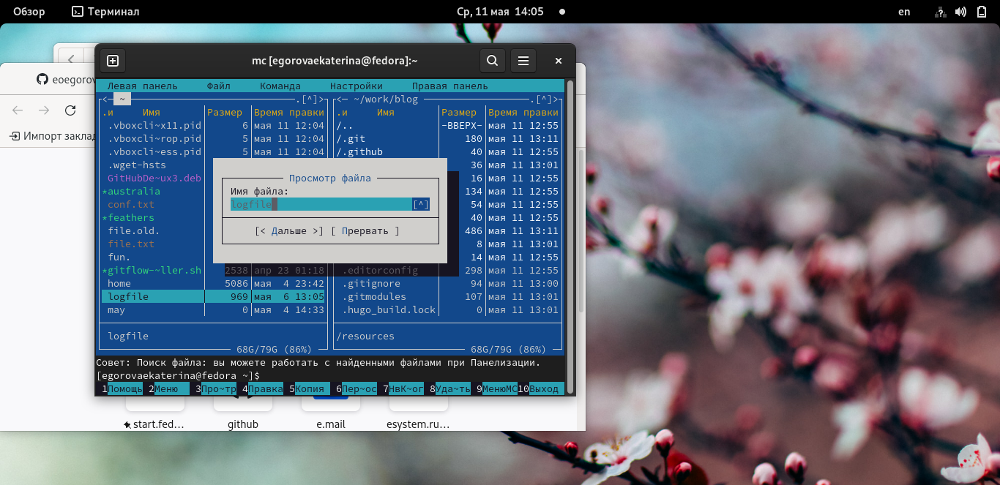 Обзор Терминал Ср, 11 мая 14:05 en
mc [egorovaekaterina@fedora]:~
eoegorov
Импорт заклад
Левая панель Файл Команда Настройки Правая панель
<─ ~ .[^]> <─ ~/work/blog .[^]>
.и Имя Размер Время правки .и Имя Размер Время правки
.vboxcli~x11.pid 6 мая 11 12:04 /.. -ВВЕРХ- мая 11 12:55
.vboxcli~rop.pid 5 мая 11 12:04 /.git 180 мая 11 13:11
.vboxcli~ess.pid 5 мая 11 12:04 /.github 40 мая 11 12:55
.wget-hsts 36 мая 11 13:01
GitHubDe~ux3.deb 16 мая 11 12:55
*australia 134 мая 11 12:55
conf.txt 54 мая 11 12:55
*feathers 40 мая 11 12:55
file.old. 486 мая 11 13:11
file.txt 8 мая 11 13:01
fun. 14 мая 11 12:55
Просмотр файла
Имя файла:
logfile [^]
[< Дальше >] [ Прервать ]
*gitflow-~ller.sh 2538 апр 23 01:18 .editorconfig 298 мая 11 12:55
home 5086 мая 4 23:42 .gitignore 94 мая 11 13:00
logfile 969 мая 6 13:05 .gitmodules 107 мая 11 13:01
may 0 мая 4 14:33 .hugo_build.lock 0 мая 11 13:01
logfile /resources
68G/79G (86%) 68G/79G (86%)
Совет: Поиск файла: вы можете работать с найденными файлами при Панелизации.
[egorovaekaterina@fedora ~]$
1Помощь 2Меню 3Про~тр 4Правка 5Копия 6Пер~ос 7НвК~ог 8Уда~ть 9МенюMC 10Выход
start.fed... github e.mail esystem.ru...